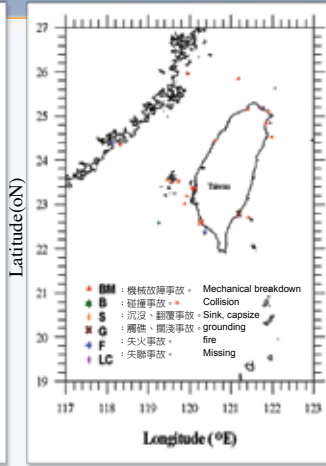 27
26
25
24
23
22
21
20
19
Latitude(oN)
Taiwan
BM : 機械故障事故。 Mechanical breakdown
B : 碰撞事故。 Collision
S : 沉沒、翻覆事故。 Sink, capsize
G : 觸礁、擱淺事故。 grounding
F : 失火事故。 fire
LC : 失聯事故。 Missing
117 118 119 120 121 122 123
Longitude (°E)